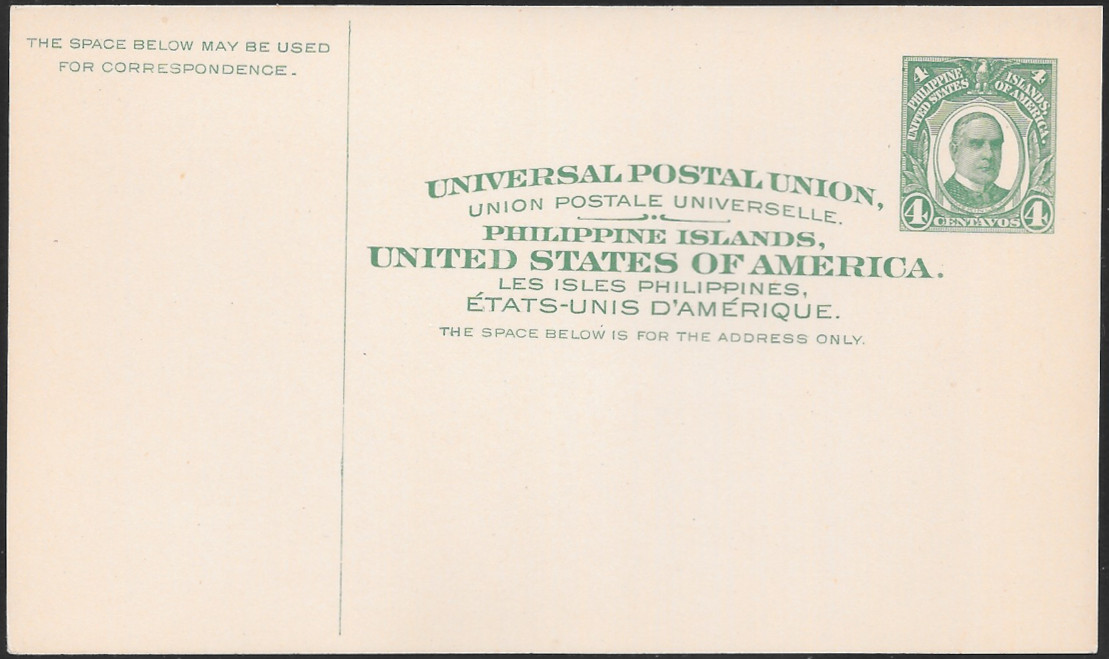 THE SPACE BELOW MAY BE USED
FOR CORRESPONDENCE.
4 4
PHILIPPINE ISLANDS.
UNITED STATES OF AMERICA.
4 CENTAVOS 4
UNIVERSAL POSTAL UNION,
UNION POSTALE UNIVERSELLE.
PHILIPPINE ISLANDS,
UNITED STATES OF AMERICA.
LES ISLES PHILIPPINES,
ÉTATS-UNIS D'AMÉRIQUE.
THE SPACE BELOW IS FOR THE ADDRESS ONLY.